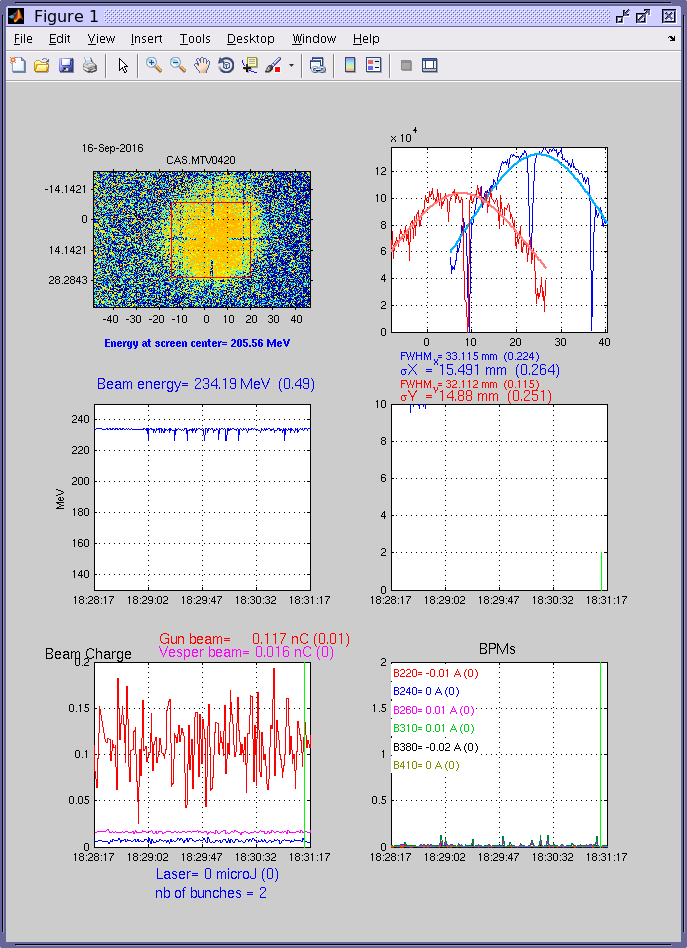 Figure 1
File Edit View Insert Tools Desktop Window Help
16-Sep-2016
CAS.MTV0420
-14.1421
0
14.1421
28.2843
-40 -30 -20 -10 0 10 20 30 40
Energy at screen center= 205.56 MeV
x 10^4
12
10
8
6
4
2
0
0 10 20 30 40
FWHMx= 33.115 mm (0.224)
σX = 15.491 mm (0.264)
FWHMy= 32.112 mm (0.115)
σY = 14.88 mm (0.251)
Beam energy= 234.19 MeV (0.49)
MeV
240
220
200
180
160
140
18:28:17 18:29:02 18:29:47 18:30:32 18:31:17
10
8
6
4
2
0
18:28:17 18:29:02 18:29:47 18:30:32 18:31:17
Gun beam= 0.117 nC (0.01)
Vesper beam= 0.016 nC (0)
Beam Charge
0.2
0.15
0.1
0.05
0
18:28:17 18:29:02 18:29:47 18:30:32 18:31:17
Laser= 0 microJ (0)
nb of bunches = 2
BPMs
2
1.5
1
0.5
0
B220= -0.01 A (0)
B240= 0 A (0)
B260= 0.01 A (0)
B310= 0.01 A (0)
B380= -0.02 A (0)
B410= 0 A (0)
18:28:17 18:29:02 18:29:47 18:30:32 18:31:17